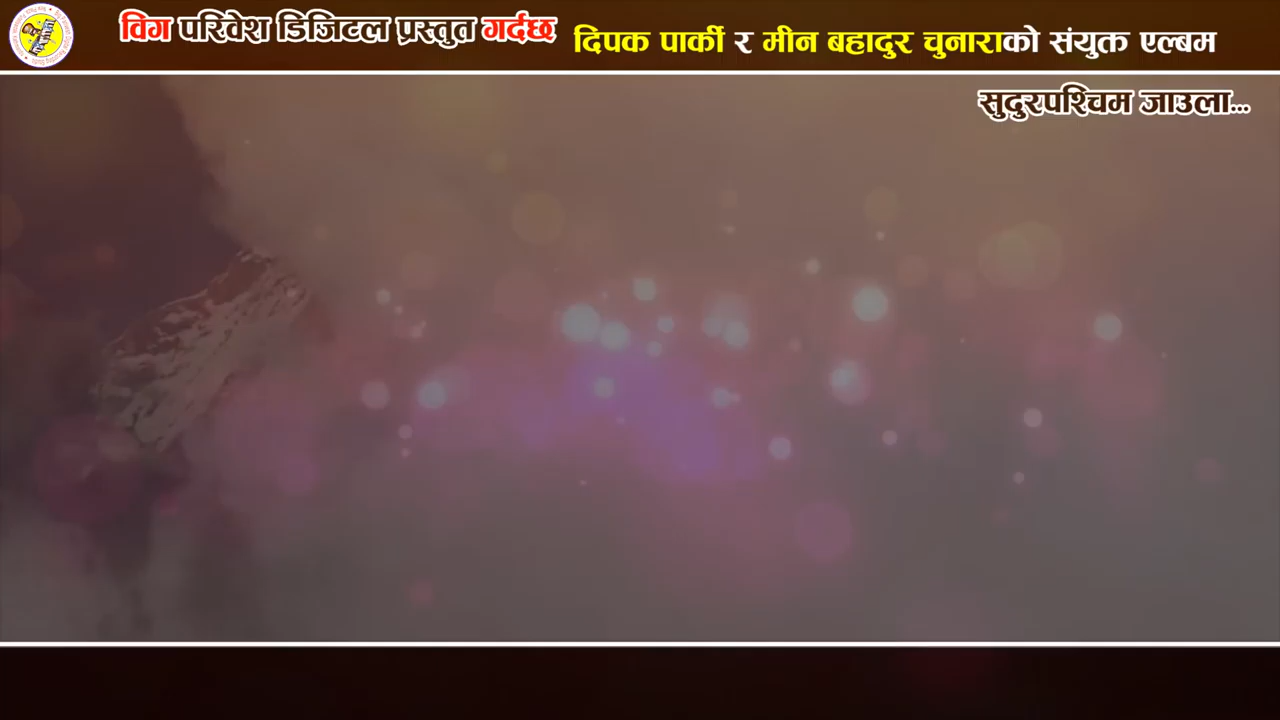 विग परिवेश डिजिटल प्रस्तुत गर्दछ
दिपक पार्की र मीन बहादुर चुनाराको संयुक्त एल्बम
सुदुरपश्चिम जाउला...